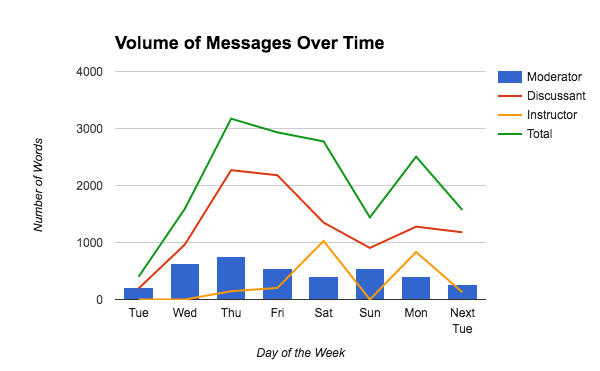 Volume of Messages Over Time
4000
3000
2000
1000
0
Number of Words
Tue Wed Thu Fri Sat Sun Mon Next Tue
Day of the Week
Moderator
Discussant
Instructor
Total